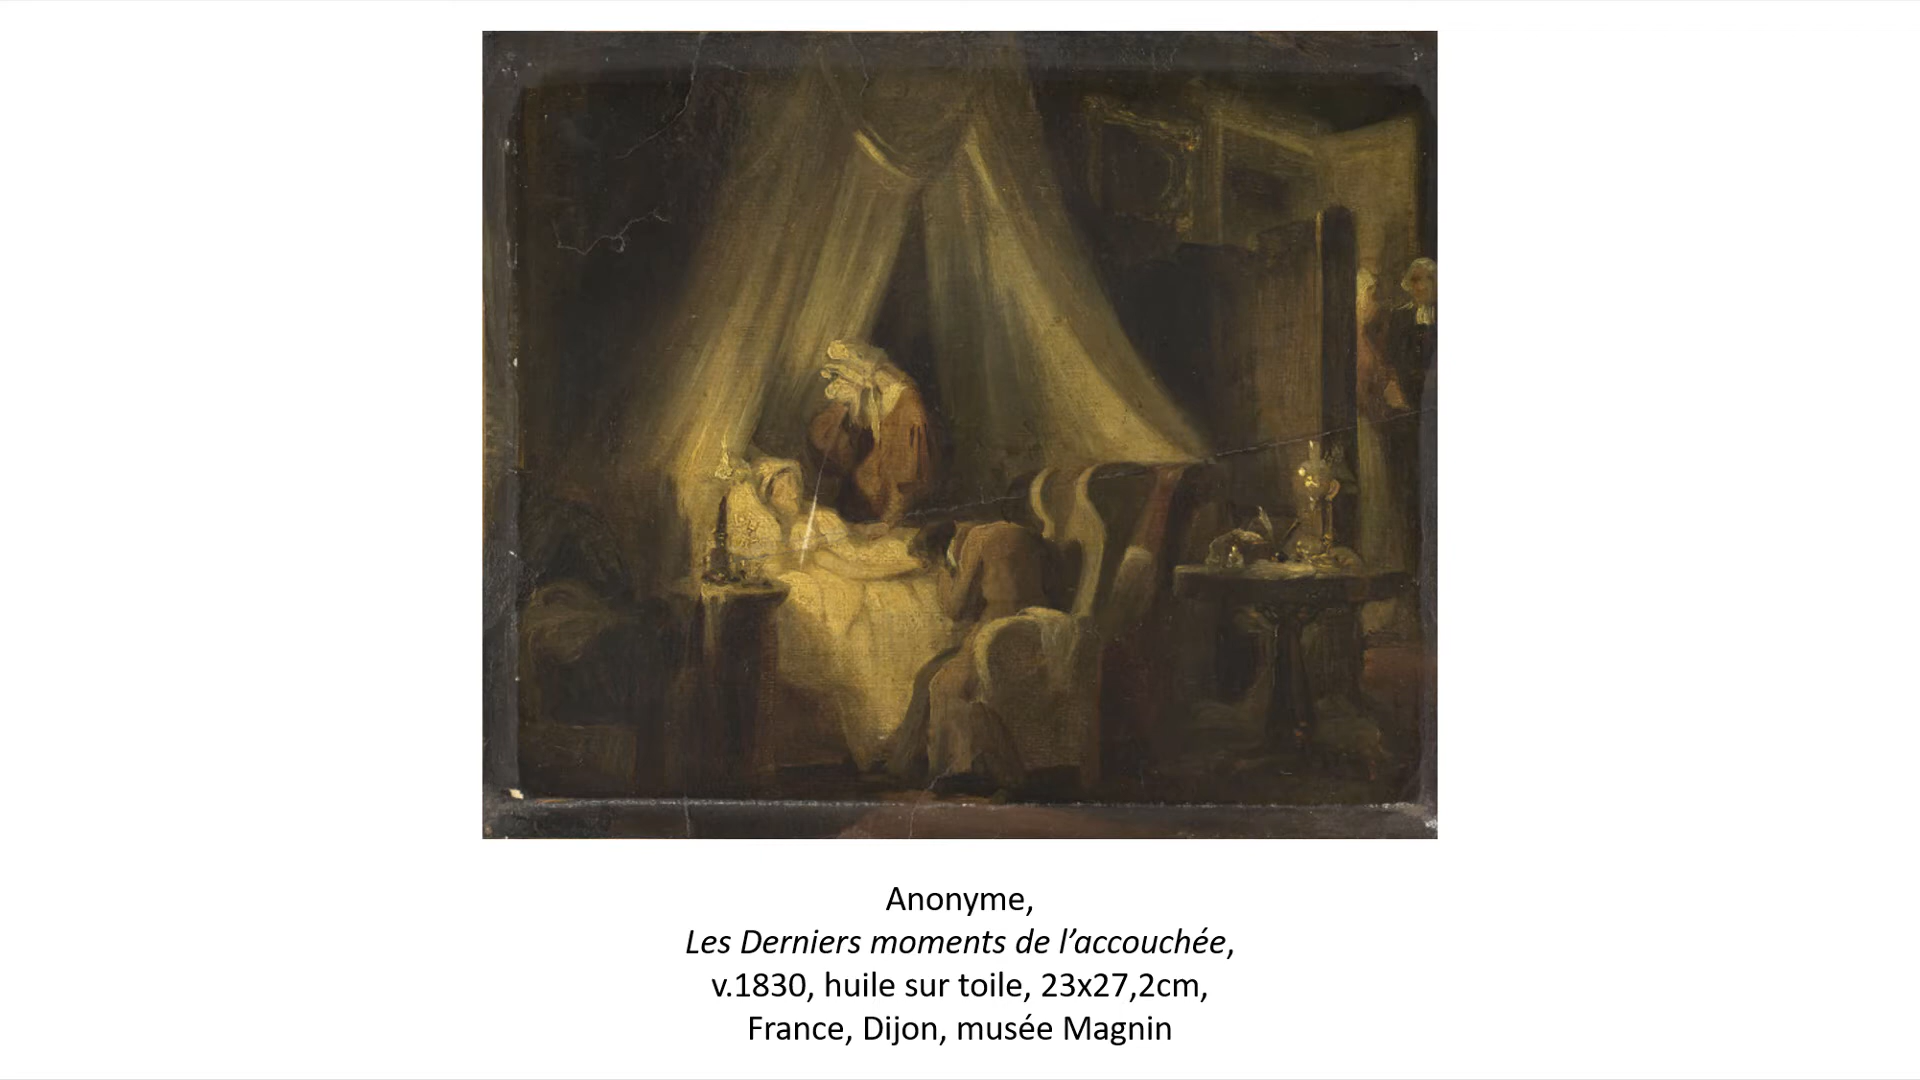 Anonyme,
Les Derniers moments de l’accouchée,
v.1830, huile sur toile, 23x27,2cm,
France, Dijon, musée Magnin